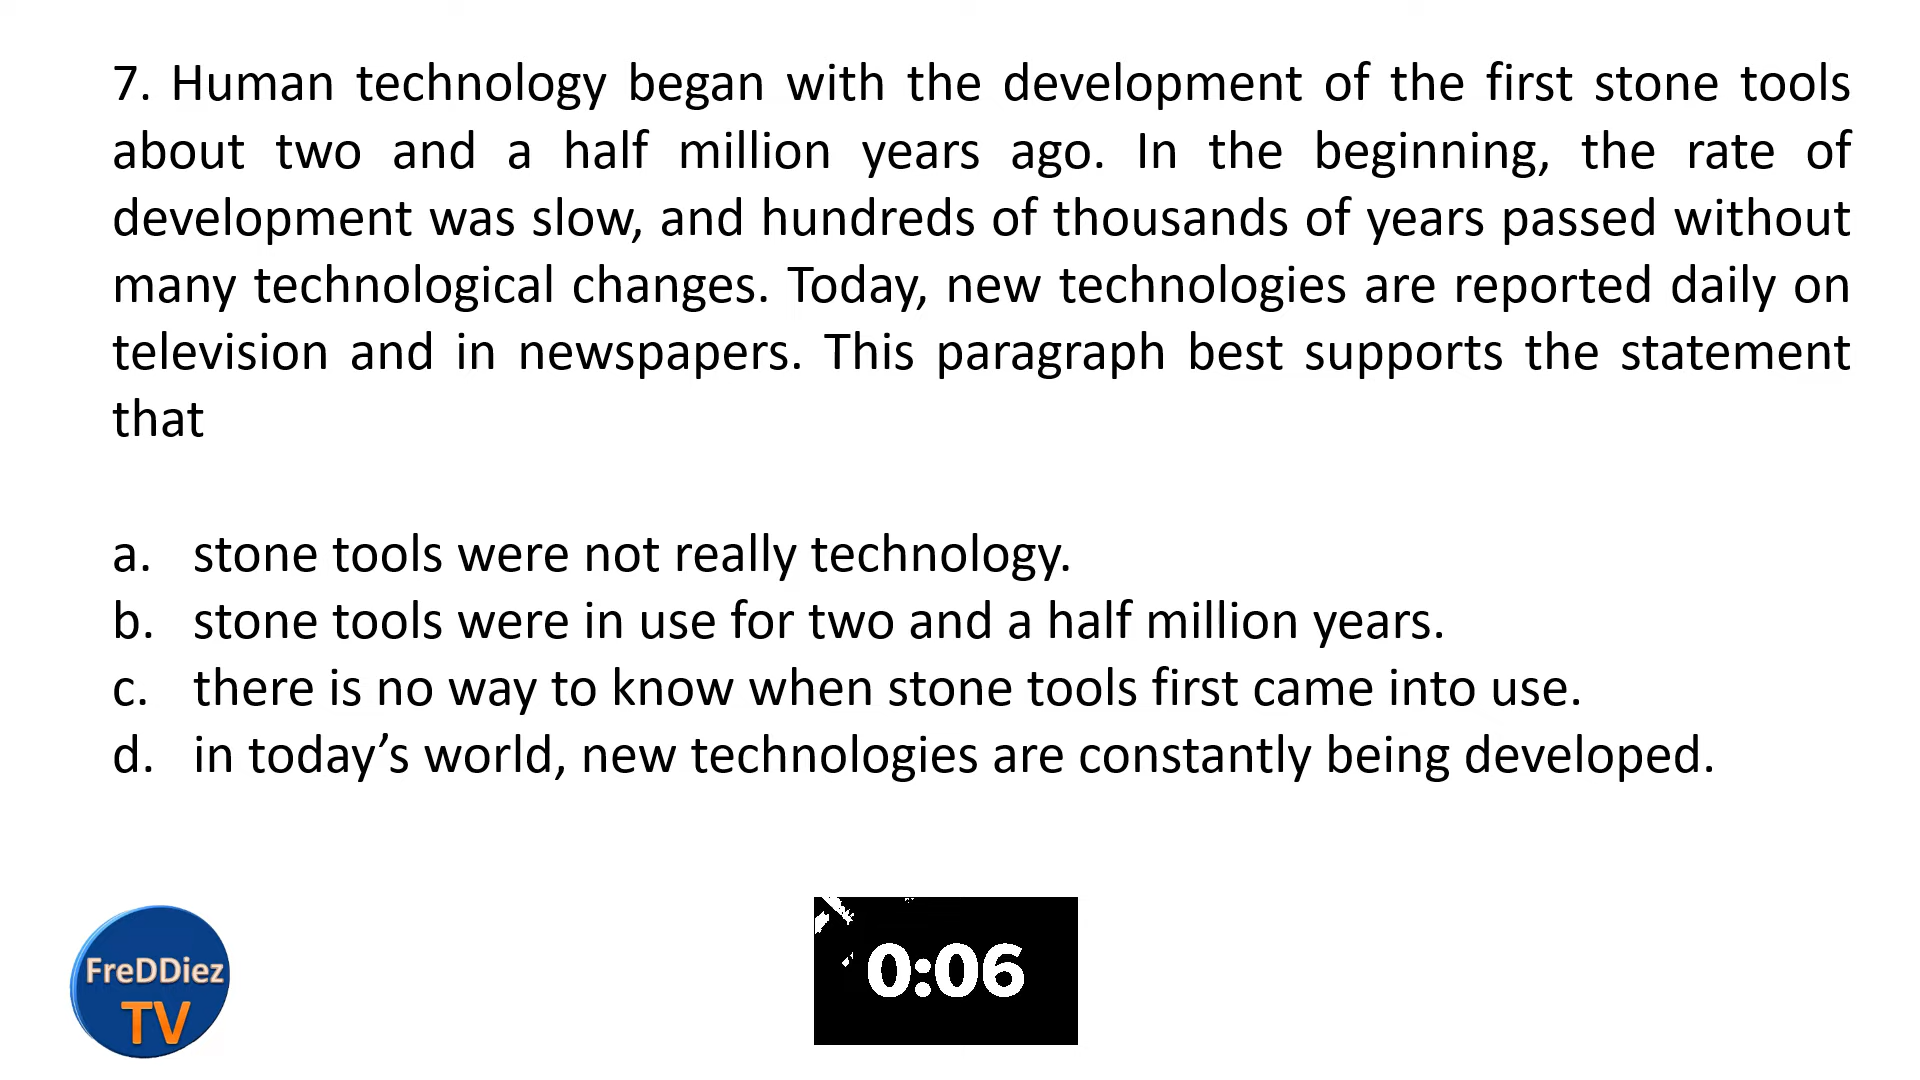 7. Human technology began with the development of the first stone tools
about two and a half million years ago. In the beginning, the rate of
development was slow, and hundreds of thousands of years passed without
many technological changes. Today, new technologies are reported daily on
television and in newspapers. This paragraph best supports the statement
that
a. stone tools were not really technology.
b. stone tools were in use for two and a half million years.
c. there is no way to know when stone tools first came into use.
d. in today’s world, new technologies are constantly being developed.
FreDDiez
TV
0:06